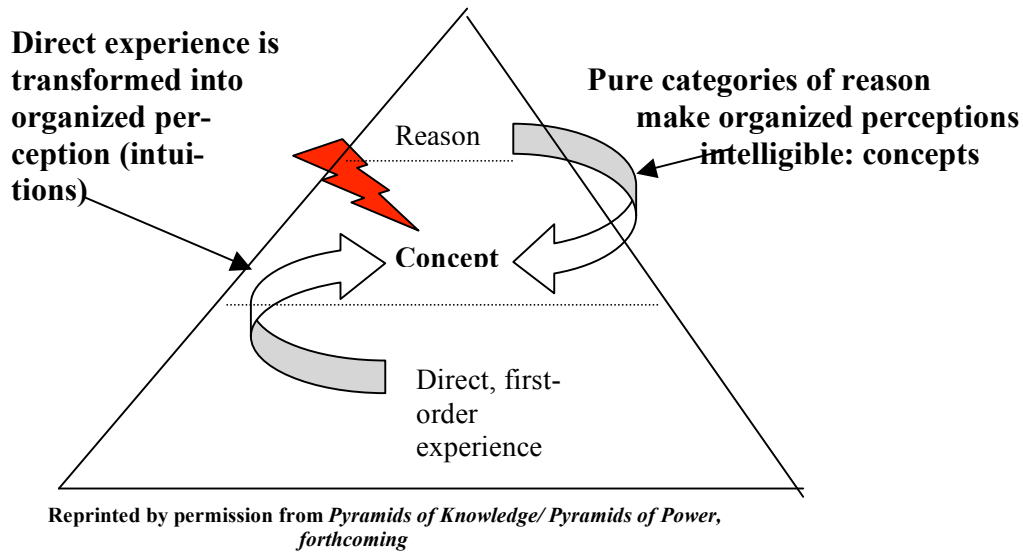 Direct experience is
transformed into
organized per-
ception (intui-
tions)
Pure categories of reason
make organized perceptions
intelligible: concepts
Reason
Concept
Direct, first-
order
experience
Reprinted by permission from Pyramids of Knowledge/ Pyramids of Power,
forthcoming